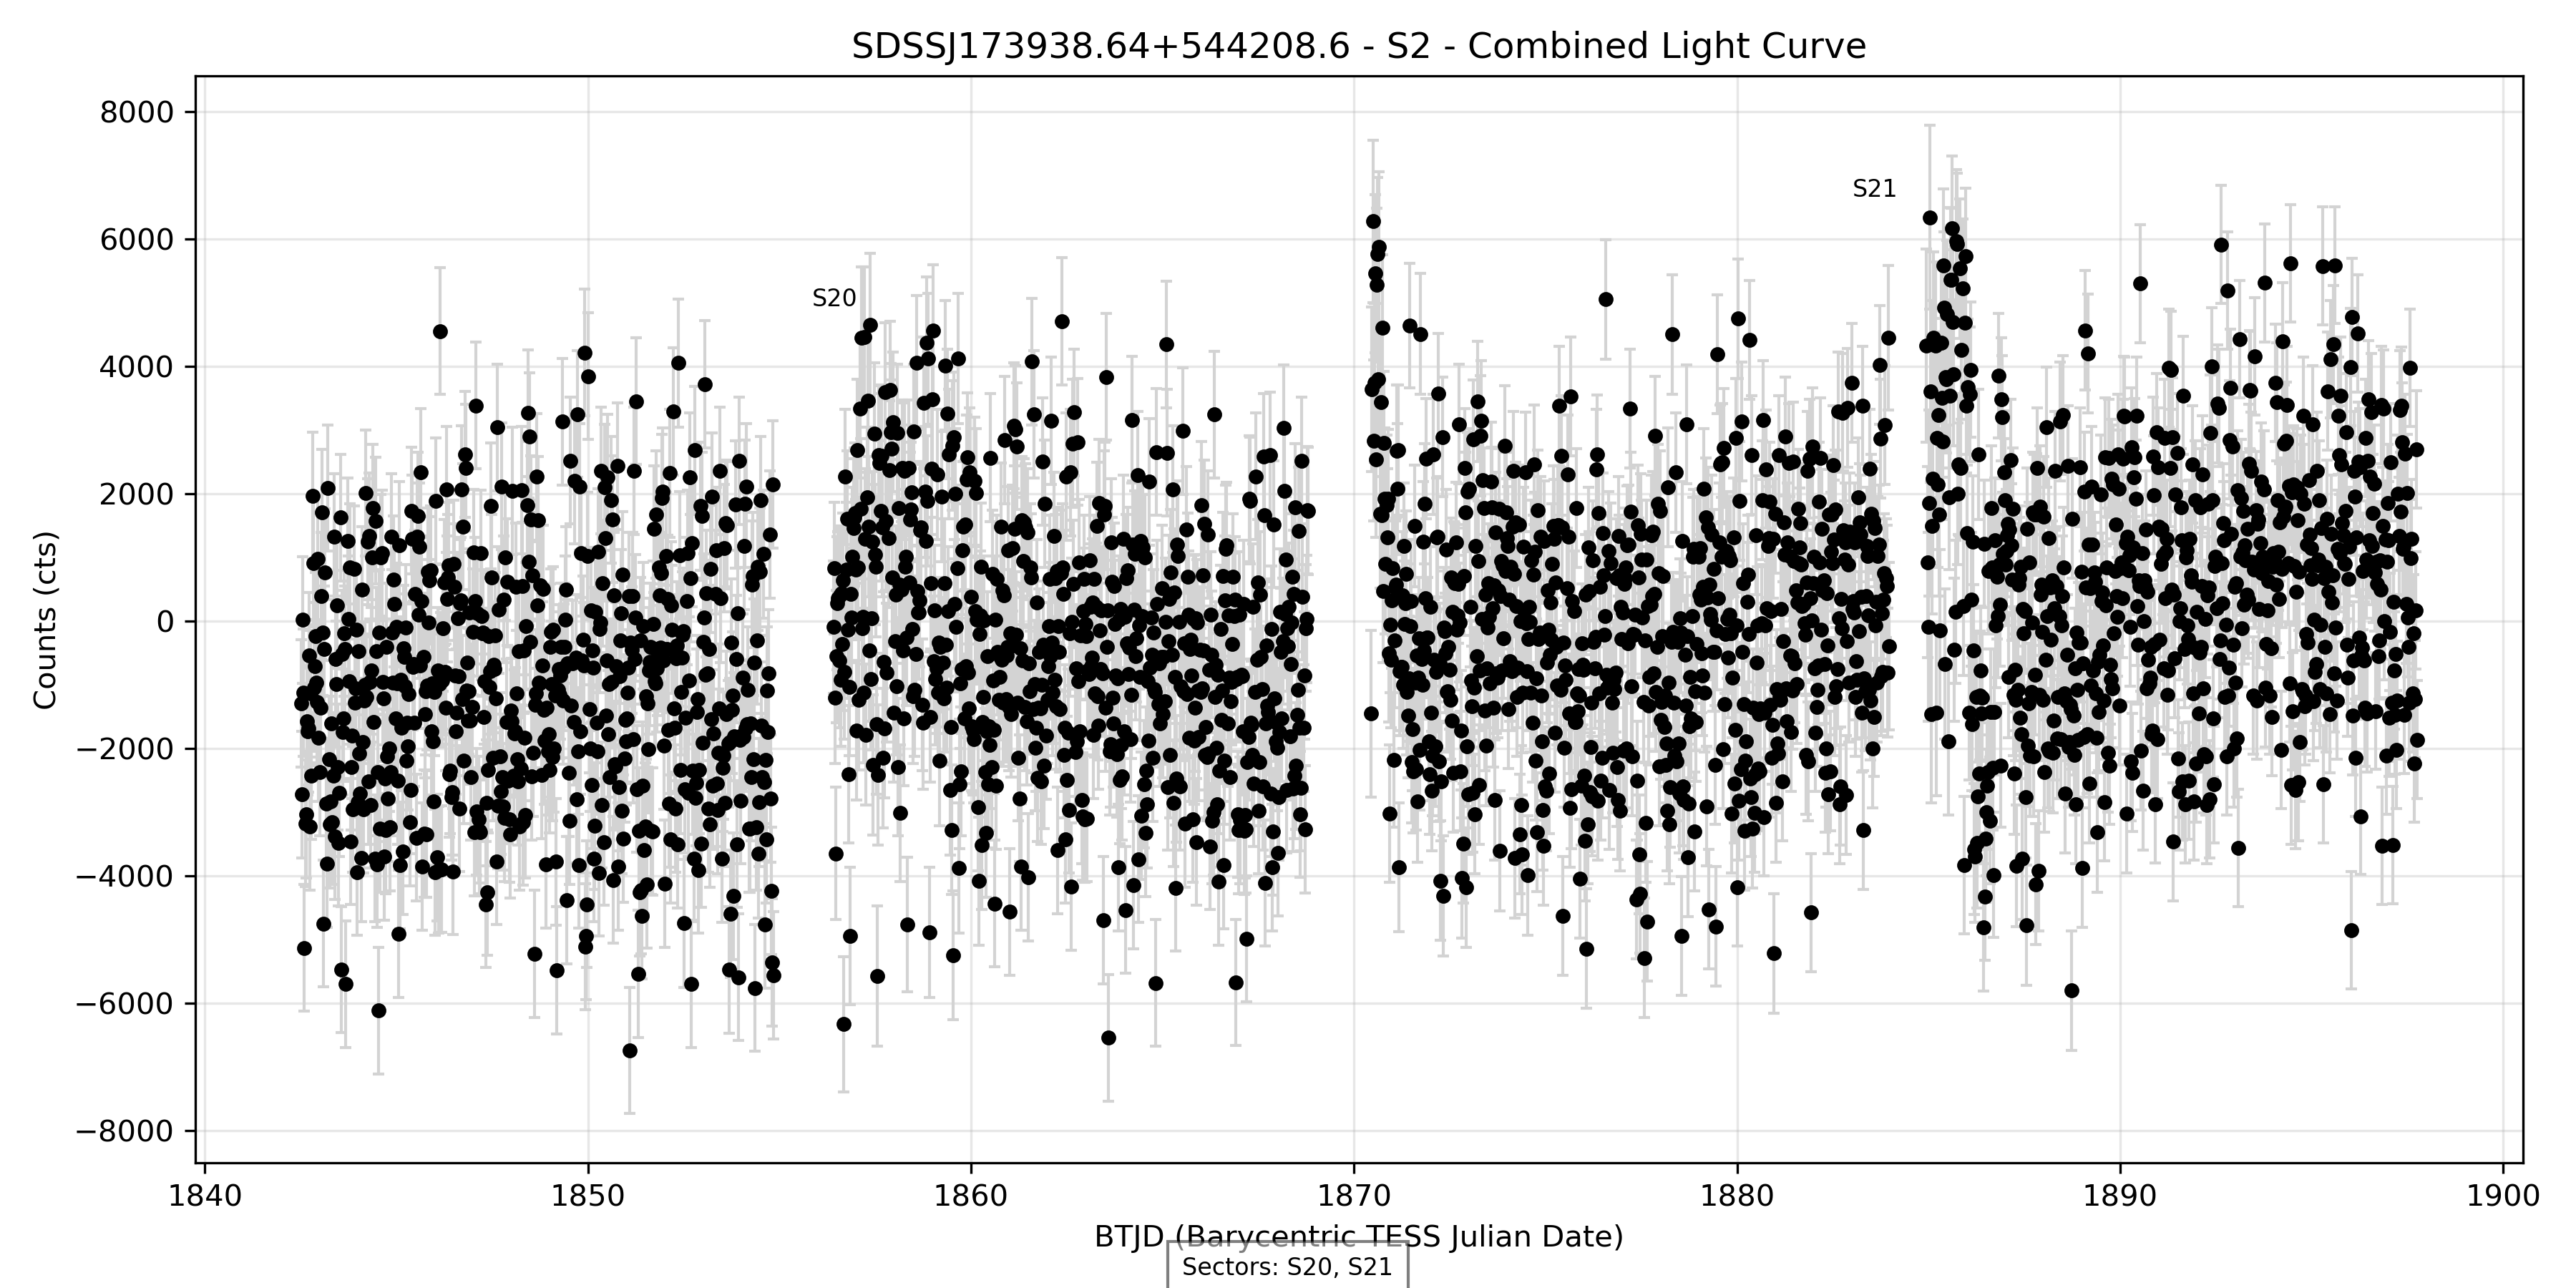 SDSSJ173938.64+544208.6 - S2 - Combined Light Curve
8000
6000
4000
2000
0
−2000
−4000
−6000
−8000
Counts (cts)
S20
S21
1840 1850 1860 1870 1880 1890 1900
BTJD (Barycentric TESS Julian Date)
Sectors: S20, S21